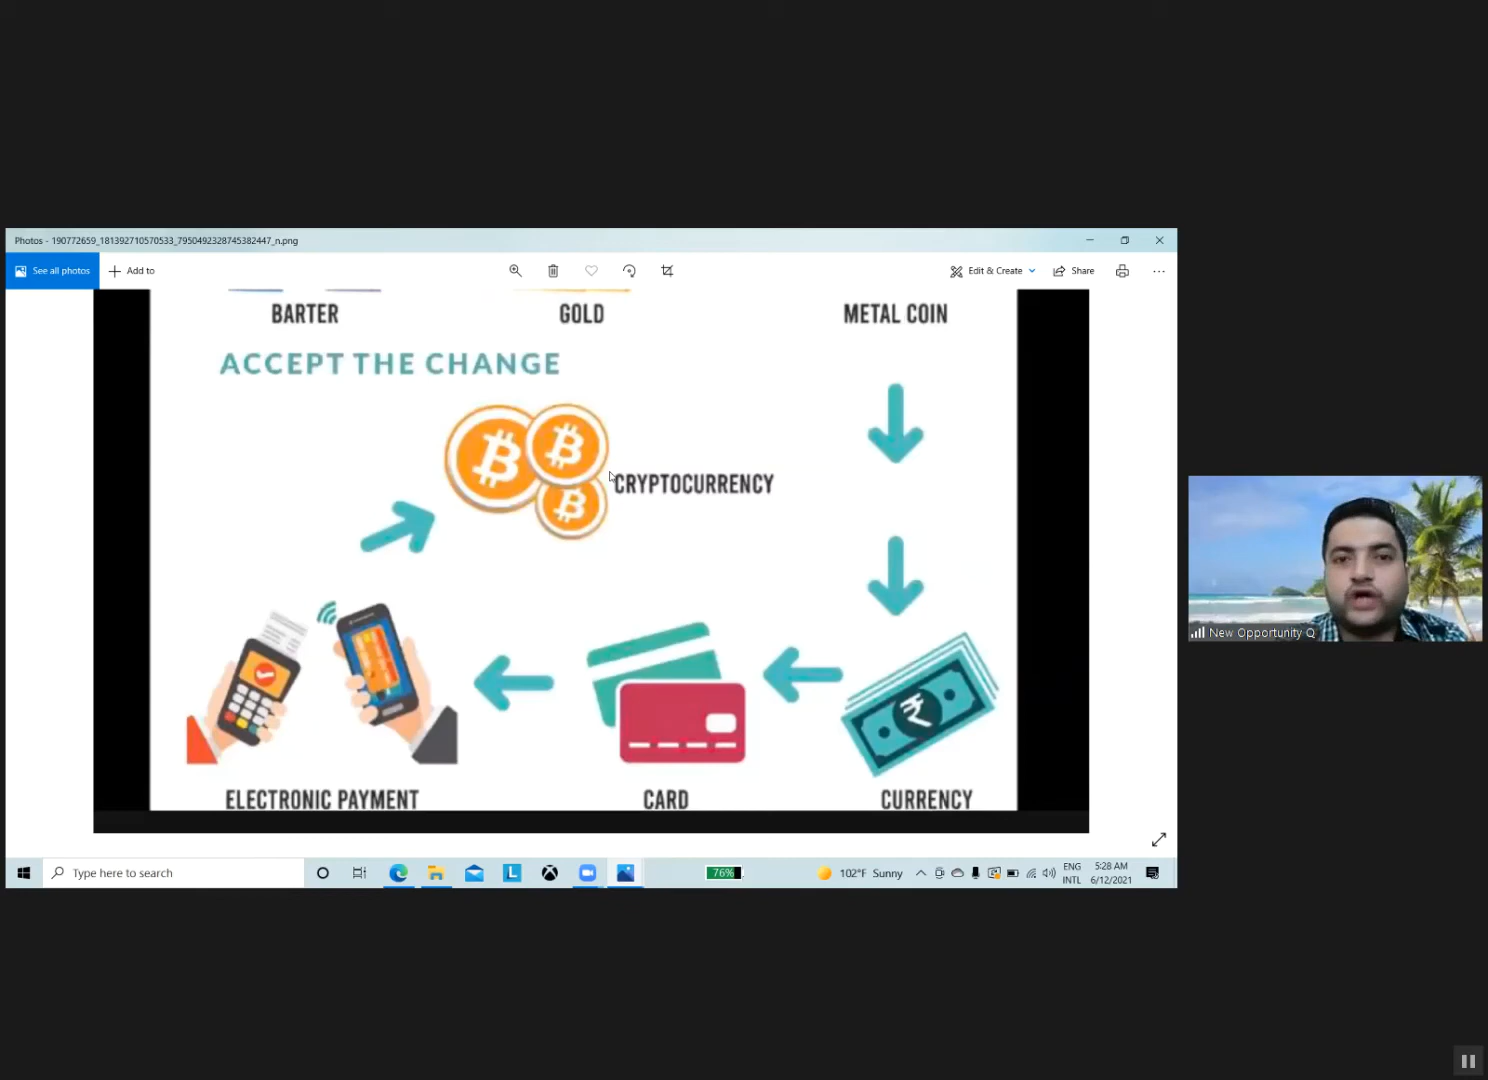 Photos - 190772659_181392710570533_7950492328745382447_n.png
See all photos
Add to
Edit & Create
Share
BARTER
GOLD
METAL COIN
ACCEPT THE CHANGE
CRYPTOCURRENCY
ELECTRONIC PAYMENT
CARD
CURRENCY
New Opportunity Q
Type here to search
76%
102°F Sunny
ENG
INTL
5:28 AM
6/12/2021